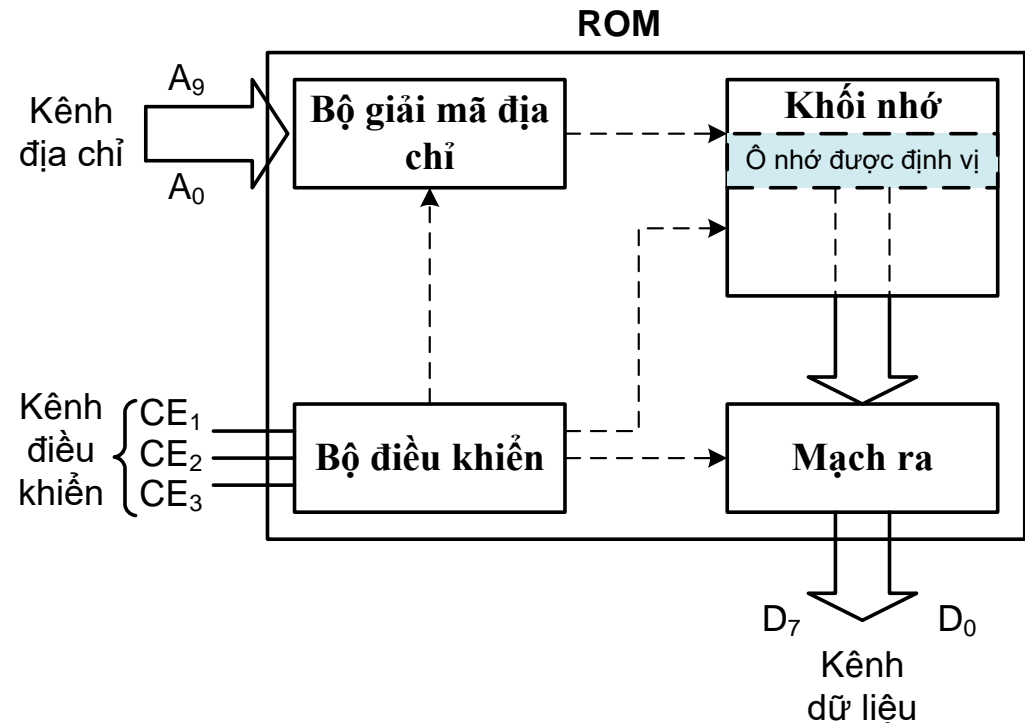 ROM
Kênh
địa chỉ
A9
A0
Bộ giải mã địa
chỉ
Khối nhớ
Ô nhớ được định vị
Kênh
điều
khiển
CE1
CE2
CE3
Bộ điều khiển
Mạch ra
D7
D0
Kênh
dữ liệu